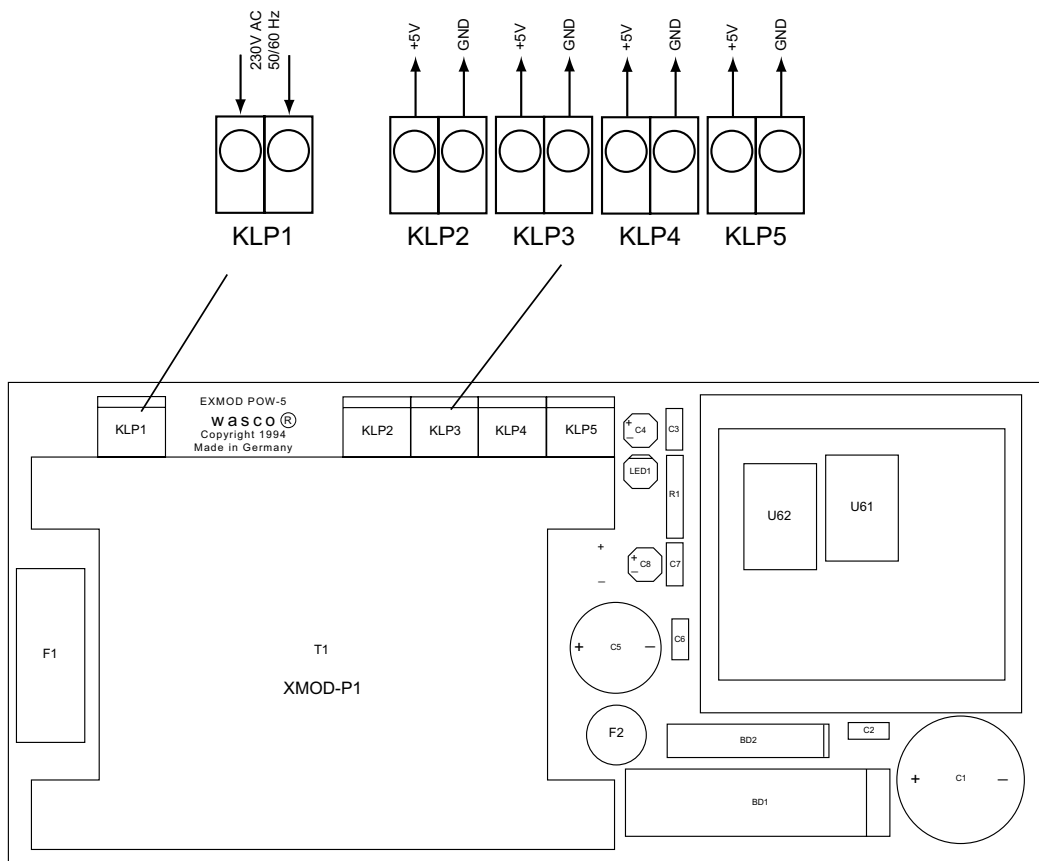 230V AC
50/60 Hz
+5V
GND
+5V
GND
+5V
GND
+5V
GND
KLP1
KLP2
KLP3
KLP4
KLP5
EXMOD POW-5
wasco ®
Copyright 1994
Made in Germany
KLP1
KLP2
KLP3
KLP4
KLP5
+
–
C4
C3
LED1
R1
U62
U61
+
–
+
–
C8
C7
F1
T1
XMOD-P1
+
C5
–
C6
F2
BD2
C2
BD1
+
C1
–